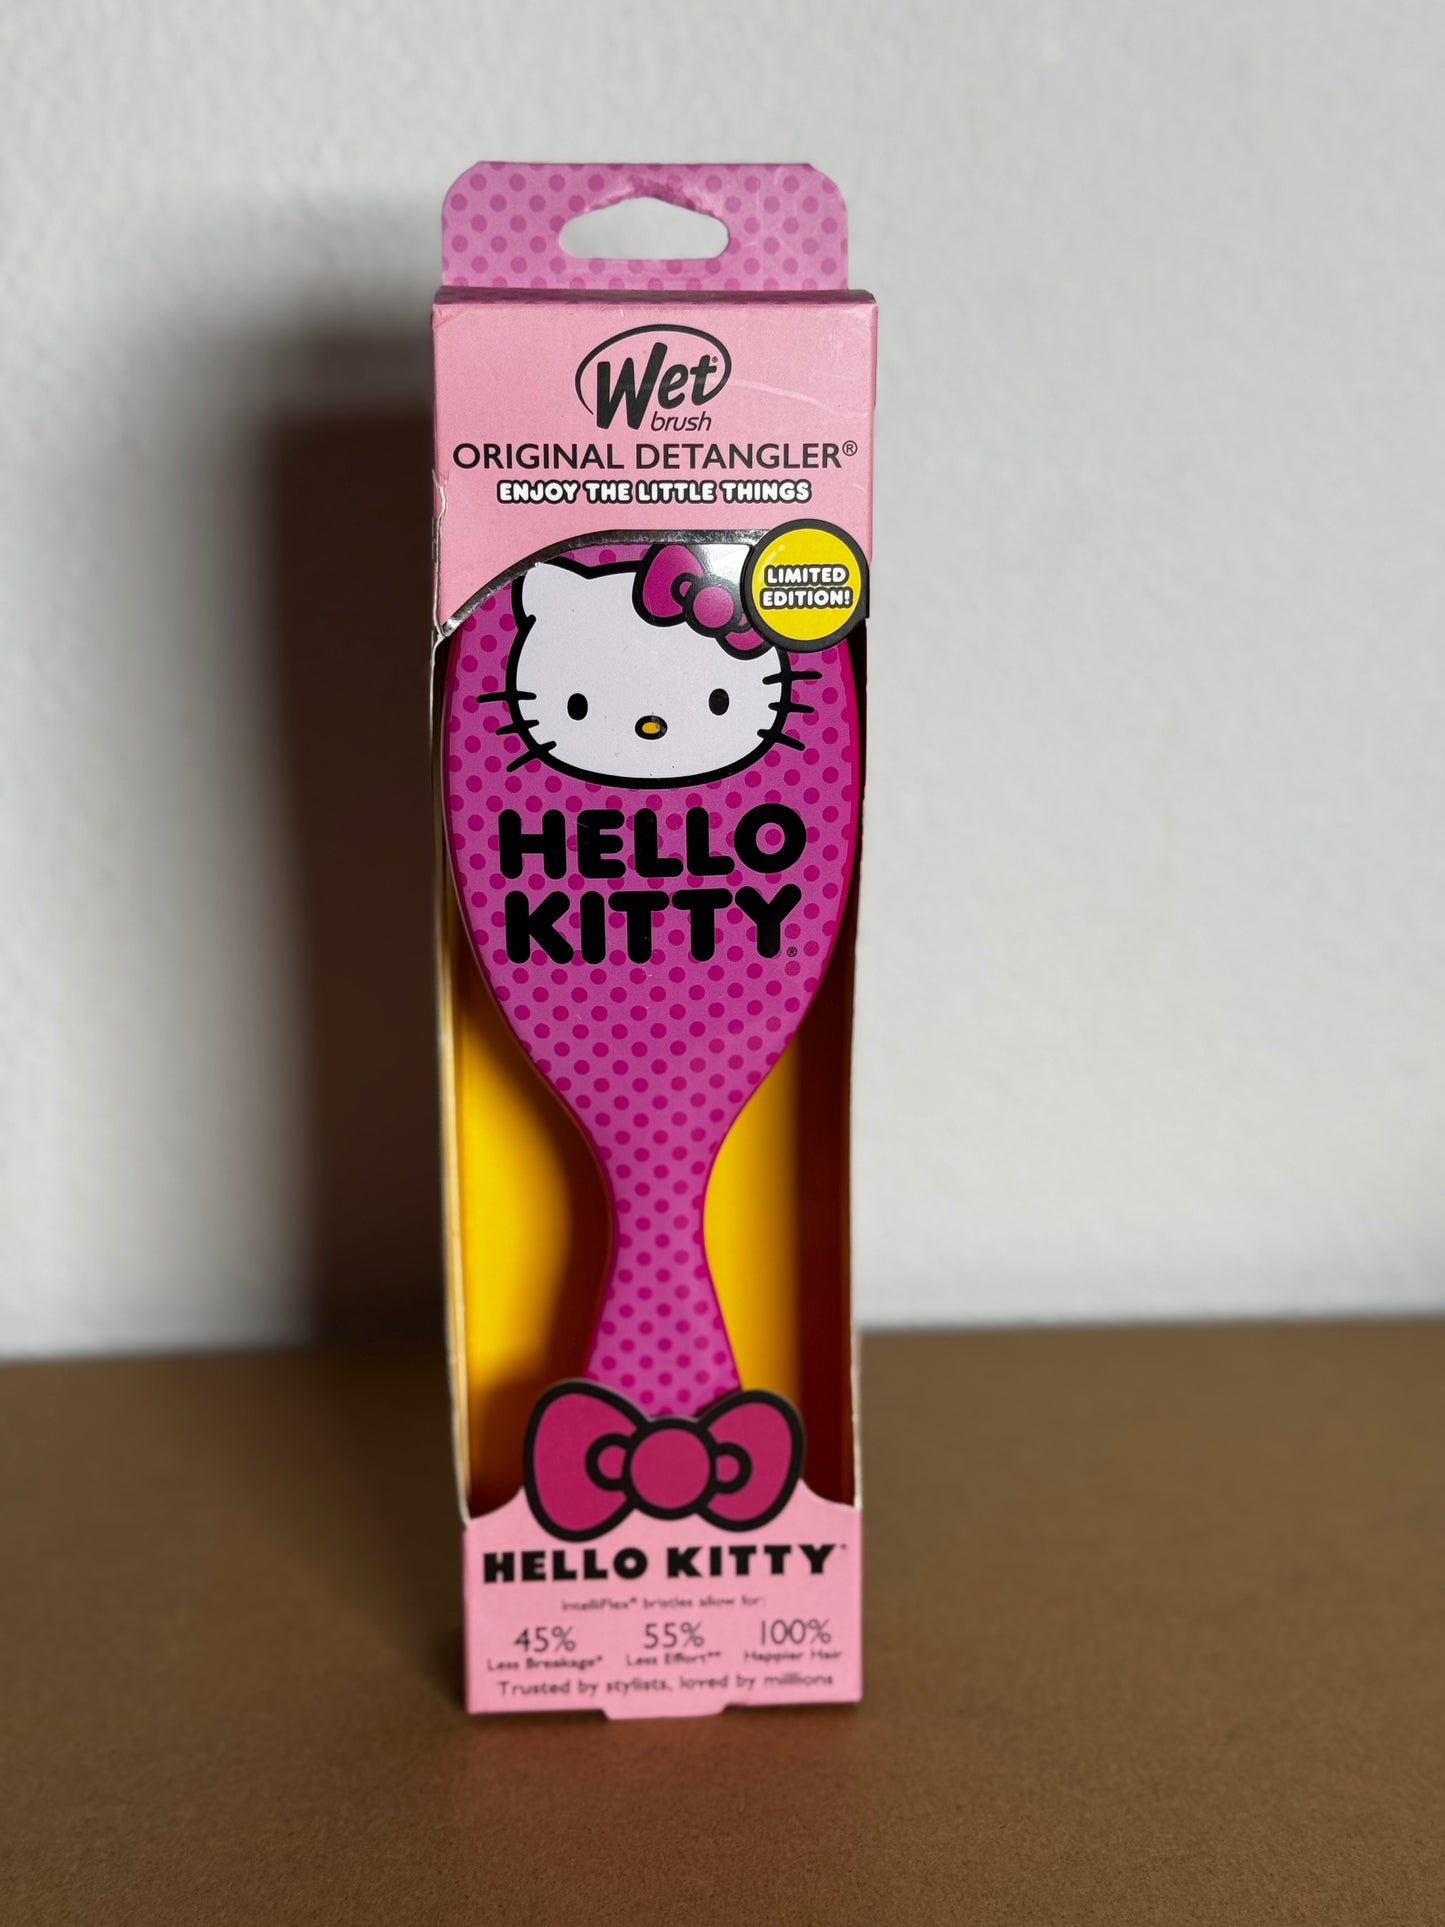 Wet®
brush
ORIGINAL DETANGLER®
ENJOY THE LITTLE THINGS
LIMITED
EDITION!
HELLO
KITTY®
HELLO KITTY
IntelliFlex® bristles allow for:
45% 55% 100%
Less Breakage* Less Effort** Happier Hair
Trusted by stylists, loved by millions